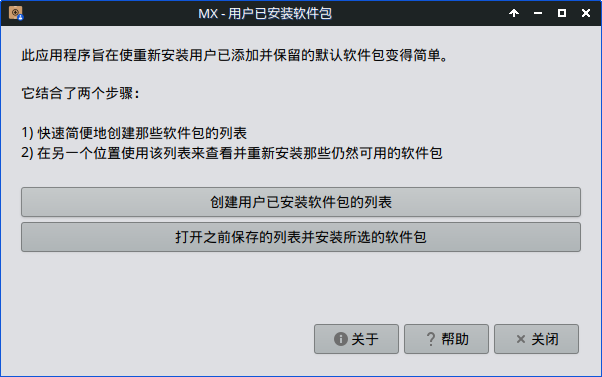 MX - 用户已安装软件包
此应用程序旨在使重新安装用户已添加并保留的默认软件包变得简单。
它结合了两个步骤:
1) 快速简便地创建那些软件包的列表
2) 在另一个位置使用该列表来查看并重新安装那些仍然可用的软件包
创建用户已安装软件包的列表
打开之前保存的列表并安装所选的软件包
关于 帮助 关闭